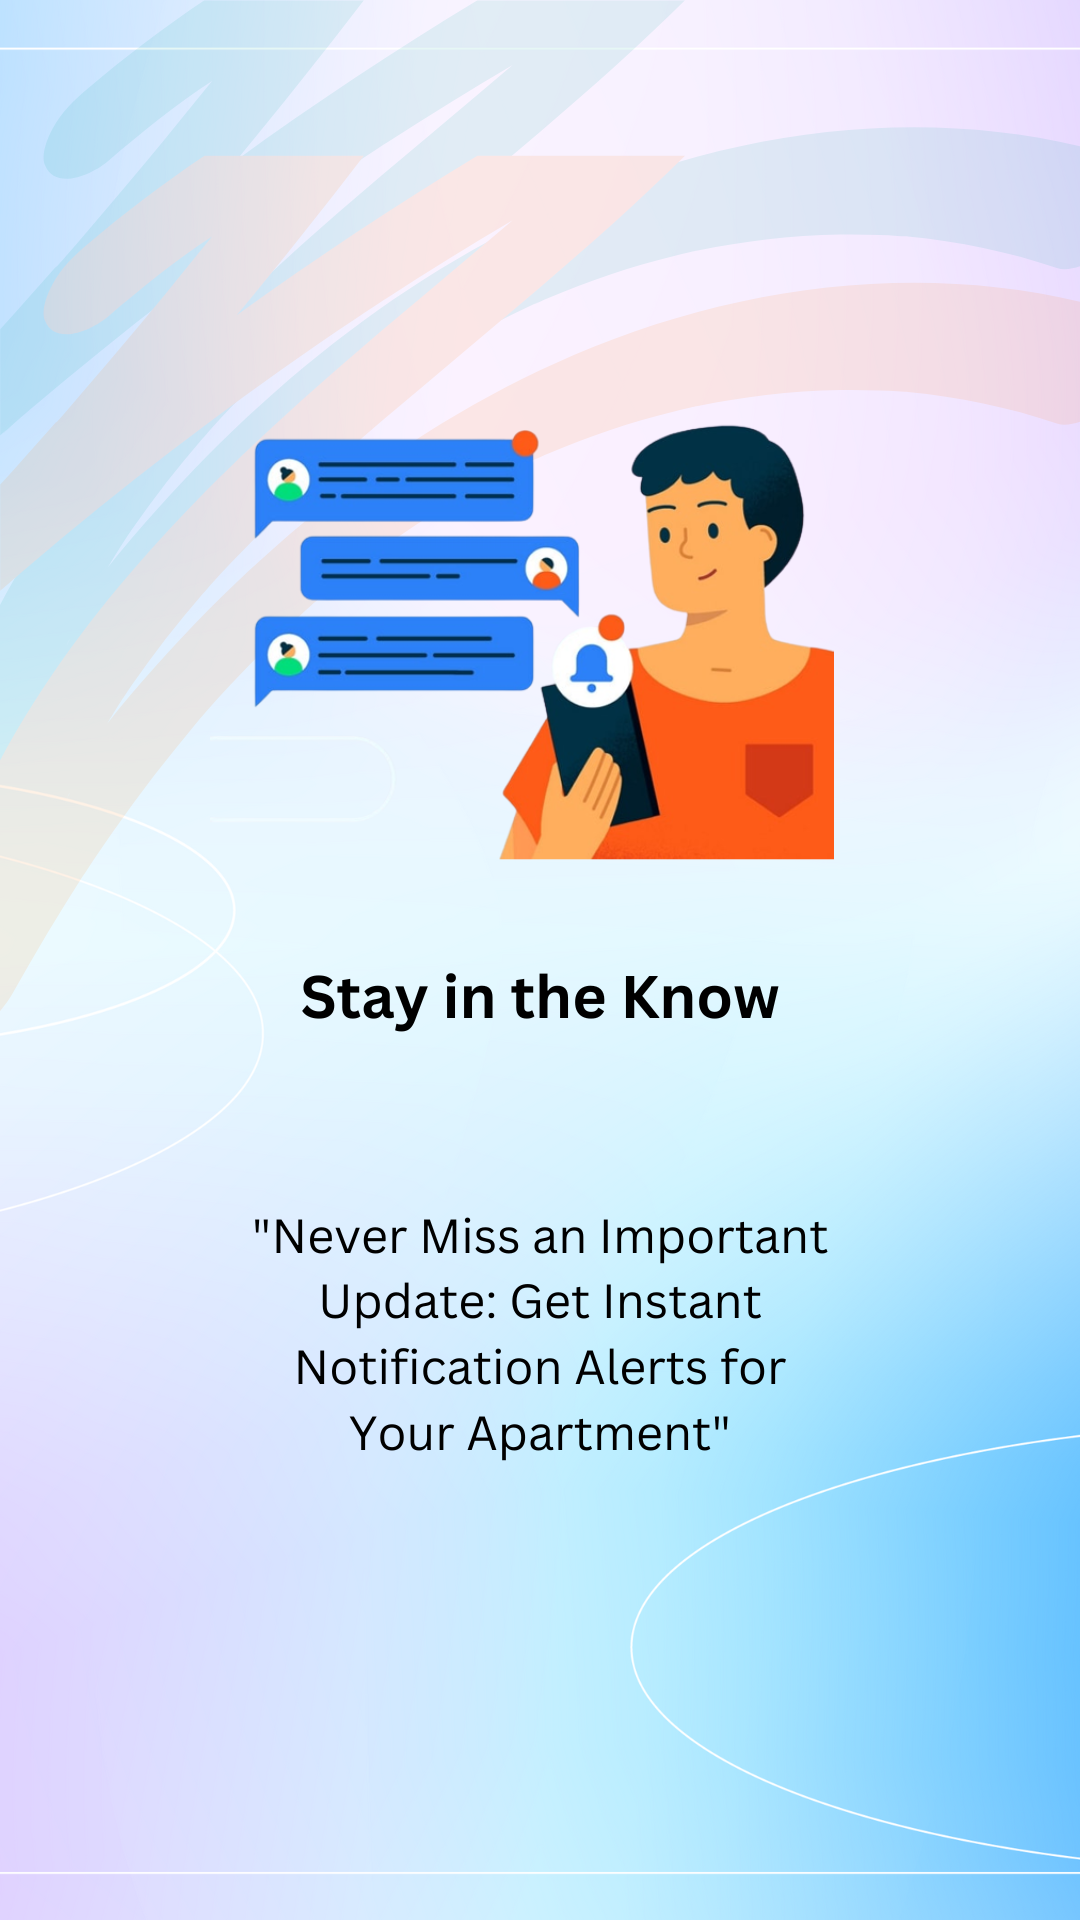 Stay in the Know
"Never Miss an Important
Update: Get Instant
Notification Alerts for
Your Apartment"